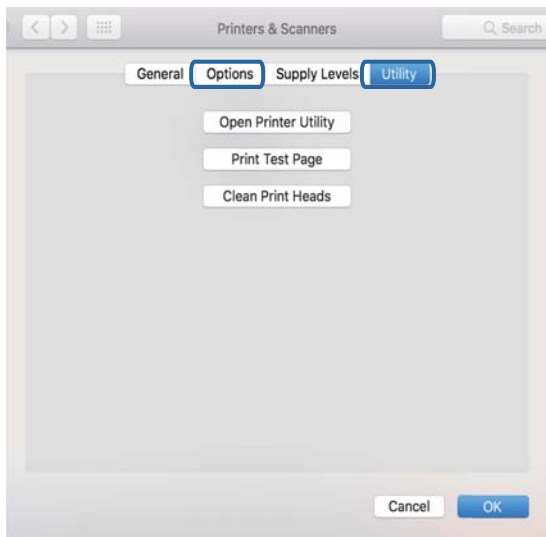 Printers & Scanners Search
General Options Supply Levels Utility
Open Printer Utility
Print Test Page
Clean Print Heads
Cancel OK